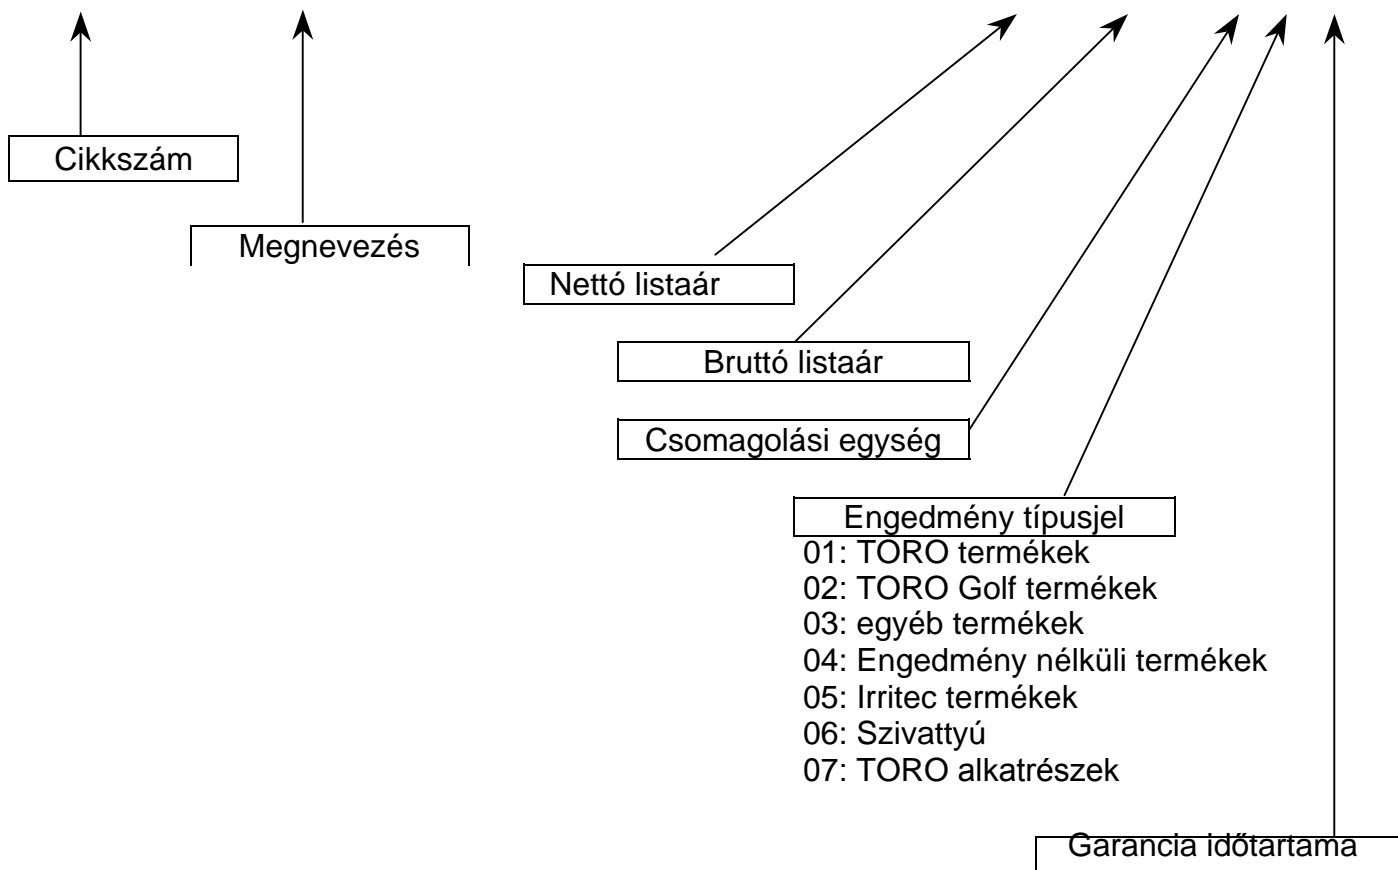 Cikkszám
Megnevezés
Nettó listaár
Bruttó listaár
Csomagolási egység
Engedmény típusjel
01: TORO termékek
02: TORO Golf termékek
03: egyéb termékek
04: Engedmény nélküli termékek
05: Irritec termékek
06: Szivattyú
07: TORO alkatrészek
Garancia időtartama